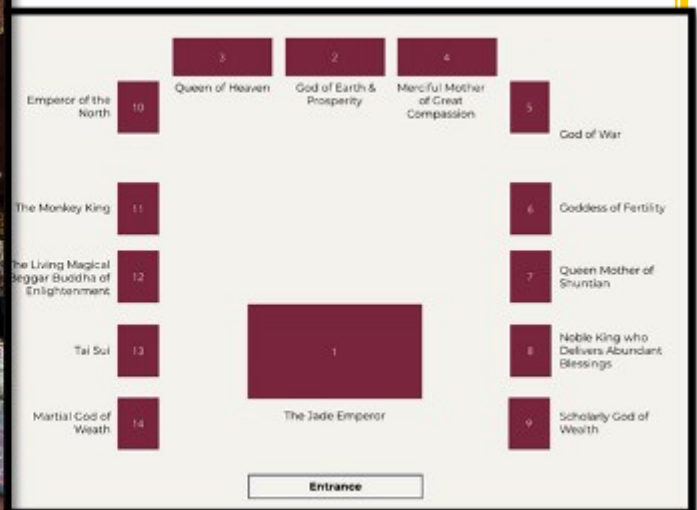 3
2
4
Queen of Heaven
God of Earth &
Prosperity
Merciful Mother
of Great
Compassion
Emperor of the
North
10
5
God of War
The Monkey King
11
6
Goddess of Fertility
The Living Magical
Beggar Buddha of
Enlightenment
12
7
Queen Mother of
Shuntian
Tai Sui
13
1
8
Noble King who
Delivers Abundant
Blessings
Martial God of
Weath
14
The Jade Emperor
9
Scholarly God of
Wealth
Entrance